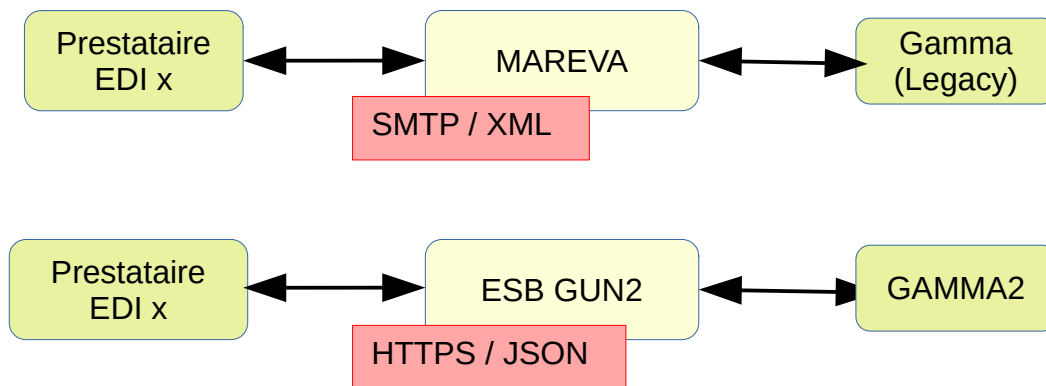 Prestataire
EDI x
MAREVA
Gamma
(Legacy)
SMTP / XML
Prestataire
EDI x
ESB GUN2
GAMMA2
HTTPS / JSON